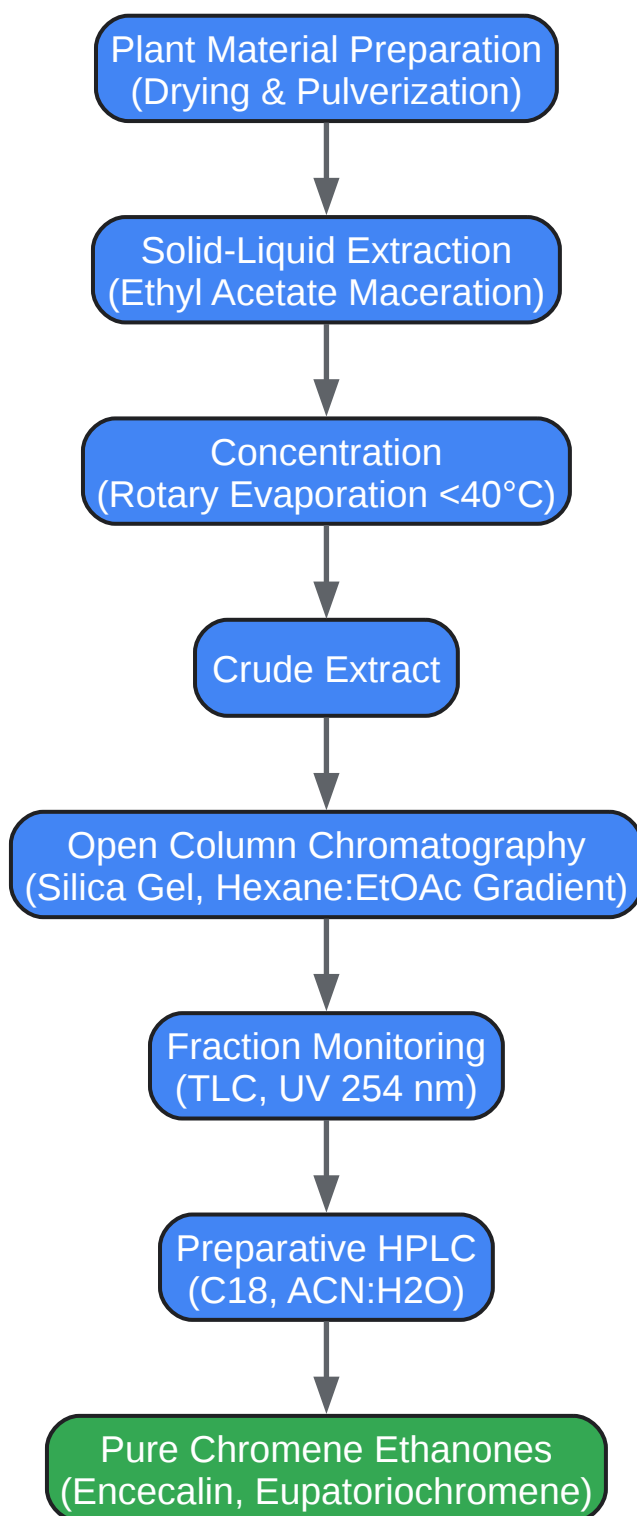 Plant Material Preparation
(Drying & Pulverization)
Solid-Liquid Extraction
(Ethyl Acetate Maceration)
Concentration
(Rotary Evaporation <40°C)
Crude Extract
Open Column Chromatography
(Silica Gel, Hexane:EtOAc Gradient)
Fraction Monitoring
(TLC, UV 254 nm)
Preparative HPLC
(C18, ACN:H2O)
Pure Chromene Ethanones
(Encecalin, Eupatoriochromene)